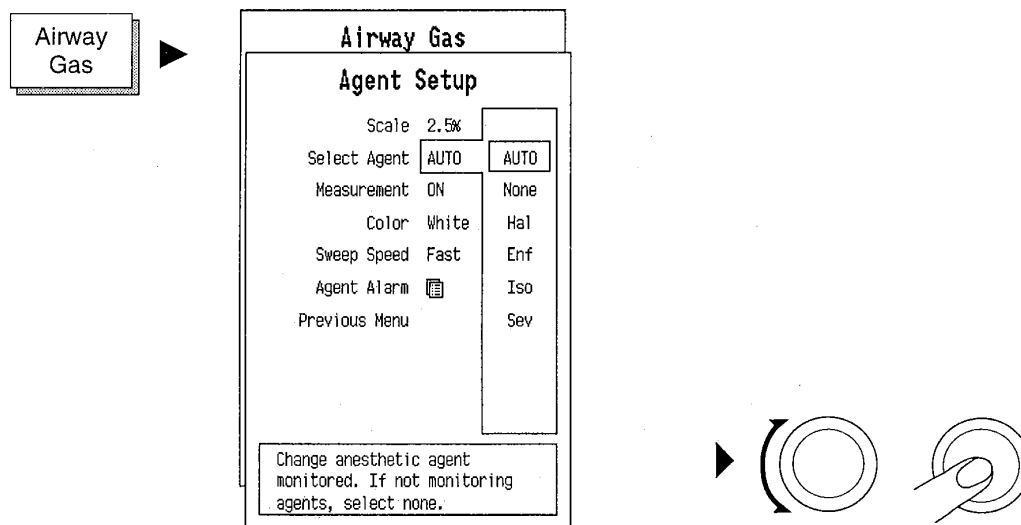 Airway
Gas
Airway Gas
Agent Setup
Scale 2.5%
Select Agent AUTO AUTO
Measurement ON None
Color White Hal
Sweep Speed Fast Enf
Agent Alarm Iso
Previous Menu Sev
Change anesthetic agent
monitored. If not monitoring
agents, select none.